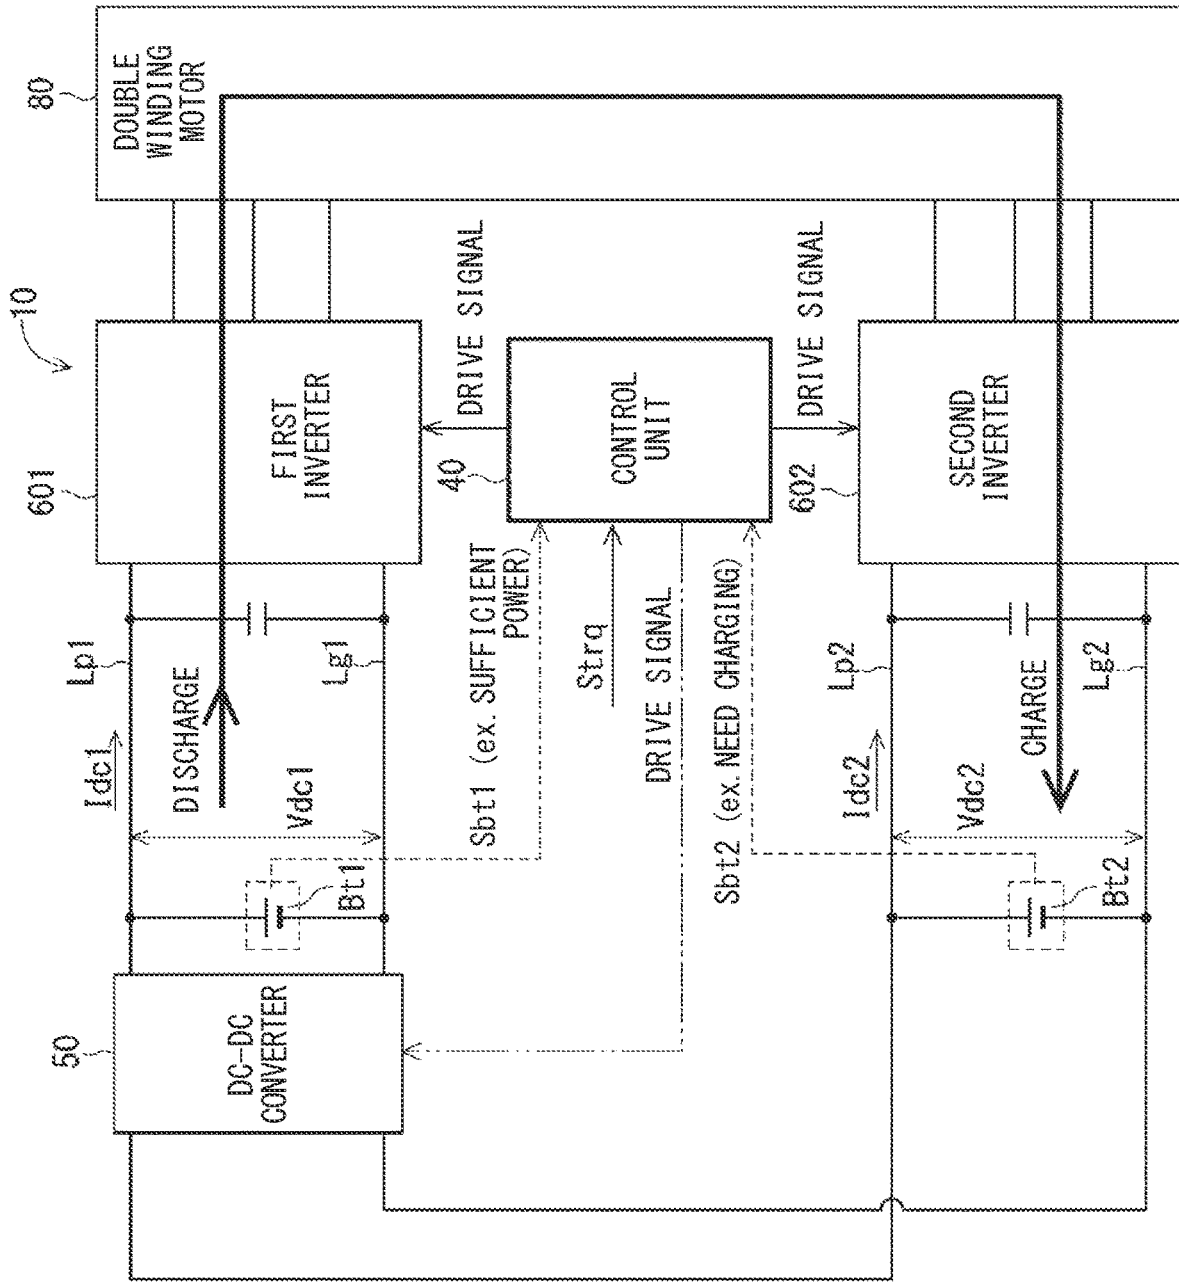 10
80
DOUBLE
WINDING
MOTOR
601
FIRST
INVERTER
DRIVE SIGNAL
40
CONTROL
UNIT
DRIVE SIGNAL
602
SECOND
INVERTER
Lp1
Idc1
DISCHARGE
Vdc1
Lg1
Bt1
Sbt1 (ex.SUFFICIENT
POWER)
Strq
DRIVE SIGNAL
Sbt2 (ex.NEED CHARGING)
Lp2
Idc2
Vdc2
CHARGE
Lg2
Bt2
50
DC-DC
CONVERTER